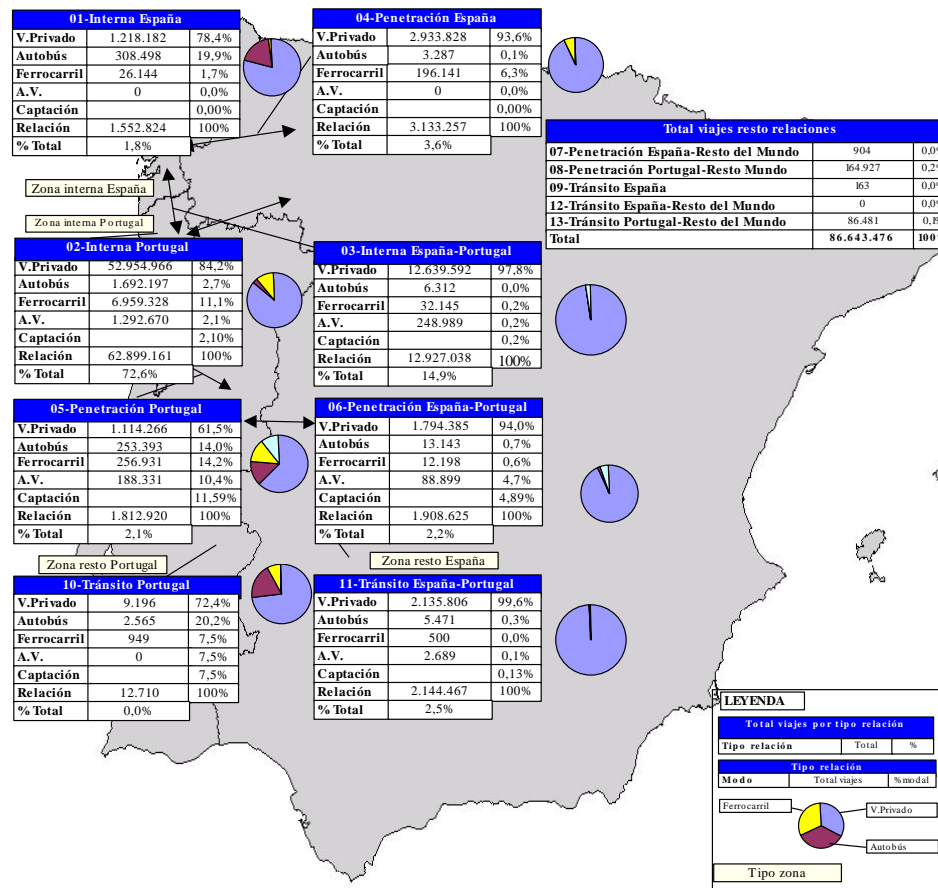 01-Interna España
V.Privado 1.218.182 78,4%
Autobús 308.498 19,9%
Ferrocarril 26.144 1,7%
A.V. 0 0,0%
Captación 0,00%
Relación 1.552.824 100%
% Total 1,8%
04-Penetración España
V.Privado 2.933.828 93,6%
Autobús 3.287 0,1%
Ferrocarril 196.141 6,3%
A.V. 0 0,0%
Captación 0,00%
Relación 3.133.257 100%
% Total 3,6%
Total viajes resto relaciones
07-Penetración España-Resto del Mundo 904 0,0%
08-Penetración Portugal-Resto Mundo 164.927 0,2%
09-Tránsito España 163 0,0%
12-Tránsito España-Resto del Mundo 0 0,0%
13-Tránsito Portugal-Resto del Mundo 86.481 0,1%
Total 86.643.476 100%
Zona interna España
Zona interna Portugal
02-Interna Portugal
V.Privado 52.954.966 84,2%
Autobús 1.692.197 2,7%
Ferrocarril 6.959.328 11,1%
A.V. 1.292.670 2,1%
Captación 2,10%
Relación 62.899.161 100%
% Total 72,6%
03-Interna España-Portugal
V.Privado 12.639.592 97,8%
Autobús 6.312 0,0%
Ferrocarril 32.145 0,2%
A.V. 248.989 0,2%
Captación 0,2%
Relación 12.927.038 100%
% Total 14,9%
05-Penetración Portugal
V.Privado 1.114.266 61,5%
Autobús 253.393 14,0%
Ferrocarril 256.931 14,2%
A.V. 188.331 10,4%
Captación 11,59%
Relación 1.812.920 100%
% Total 2,1%
06-Penetración España-Portugal
V.Privado 1.794.385 94,0%
Autobús 13.143 0,7%
Ferrocarril 12.198 0,6%
A.V. 88.899 4,7%
Captación 4,89%
Relación 1.908.625 100%
% Total 2,2%
Zona resto Portugal
Zona resto España
10-Tránsito Portugal
V.Privado 9.196 72,4%
Autobús 2.565 20,2%
Ferrocarril 949 7,5%
A.V. 0 7,5%
Captación 7,5%
Relación 12.710 100%
% Total 0,0%
11-Tránsito España-Portugal
V.Privado 2.135.806 99,6%
Autobús 5.471 0,3%
Ferrocarril 500 0,0%
A.V. 2.689 0,1%
Captación 0,13%
Relación 2.144.467 100%
% Total 2,5%
LEYENDA
Total viajes por tipo relación
Tipo relación Total %
Tipo relación
Modo Total viajes % modal
Ferrocarril
V.Privado
Autobús
Tipo zona